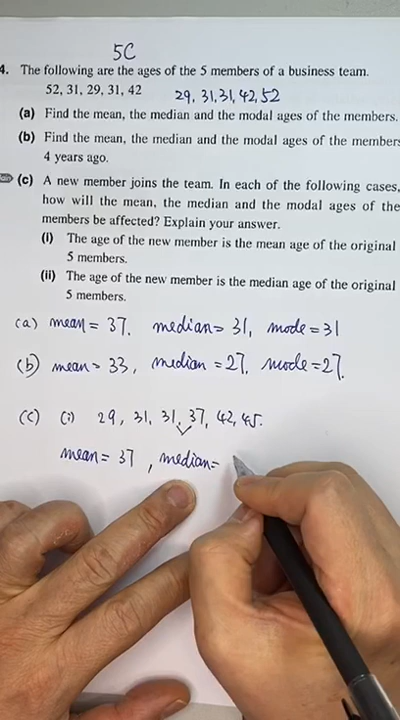 5C
4. The following are the ages of the 5 members of a business team.
52, 31, 29, 31, 42 29, 31, 31, 42, 52
(a) Find the mean, the median and the modal ages of the members.
(b) Find the mean, the median and the modal ages of the members
4 years ago.
(c) A new member joins the team. In each of the following cases,
how will the mean, the median and the modal ages of the
members be affected? Explain your answer.
(i) The age of the new member is the mean age of the original
5 members.
(ii) The age of the new member is the median age of the original
5 members.
(a) mean = 37. median = 31, mode = 31
(b) mean = 33, median = 27, mode = 27.
(c) (i) 29, 31, 31, 37, 42, 45.
mean = 37, median =